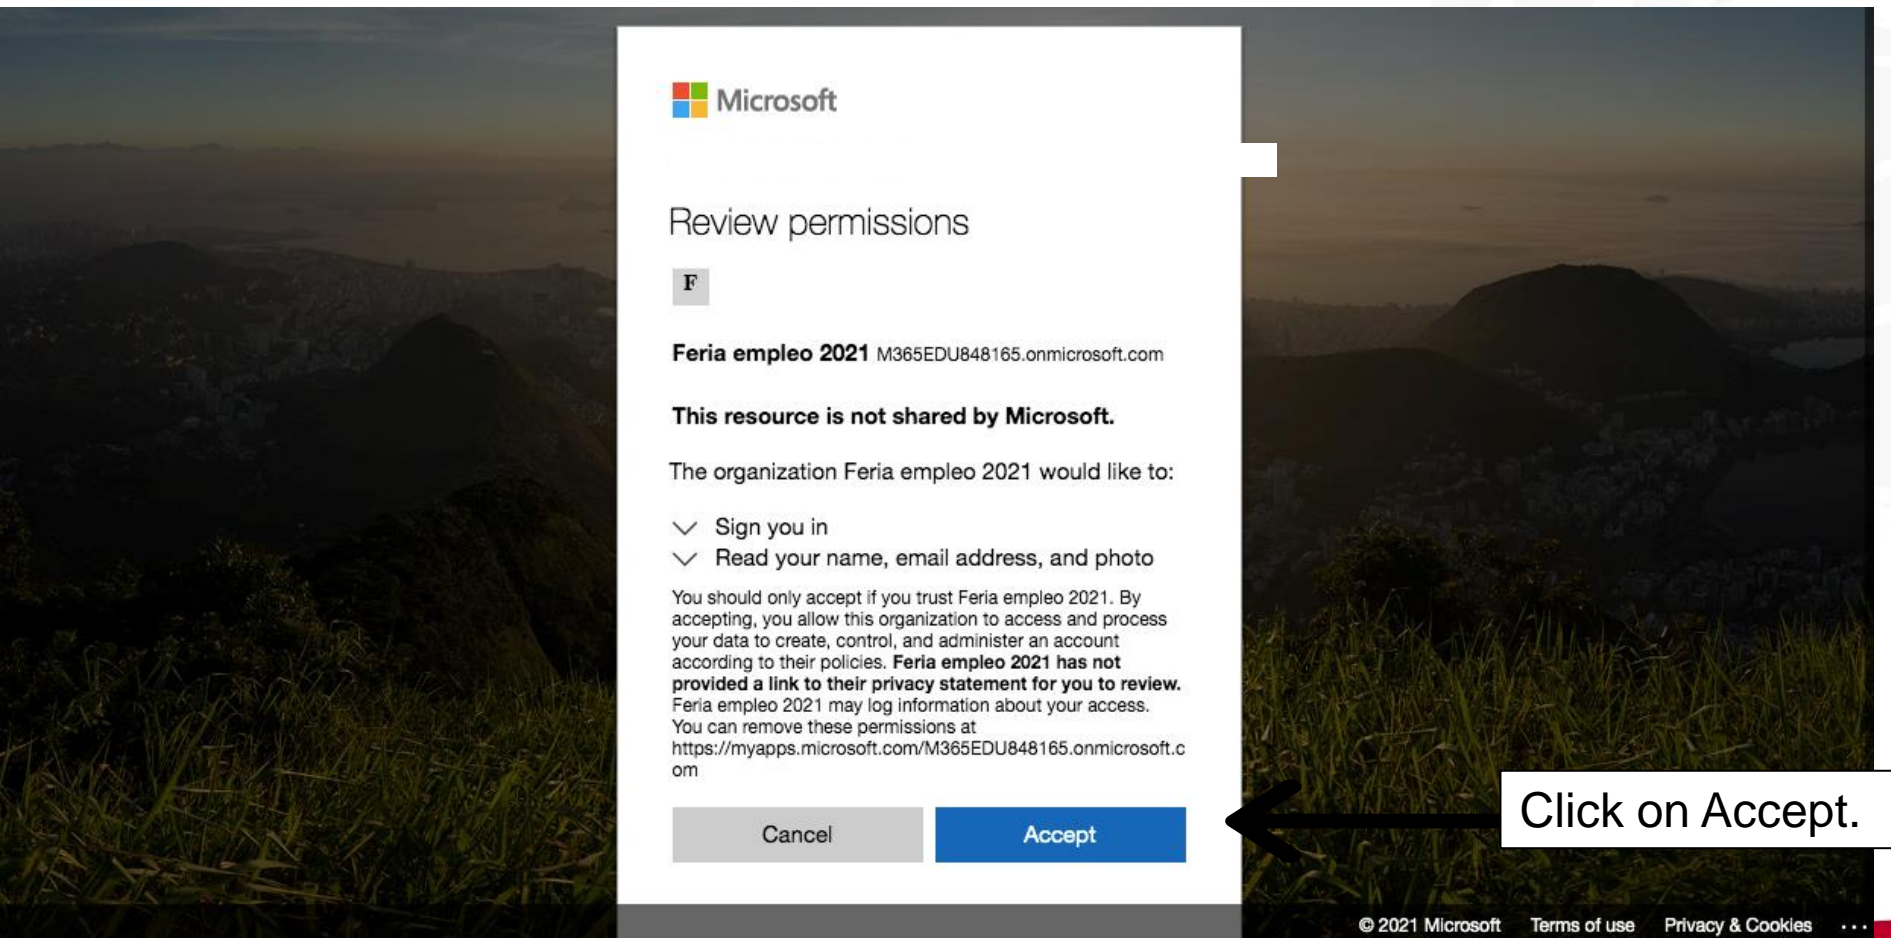 Microsoft
Review permissions
F
Feria empleo 2021 M365EDU848165.onmicrosoft.com
This resource is not shared by Microsoft.
The organization Feria empleo 2021 would like to:
Sign you in
Read your name, email address, and photo
You should only accept if you trust Feria empleo 2021. By
accepting, you allow this organization to access and process
your data to create, control, and administer an account
according to their policies. Feria empleo 2021 has not
provided a link to their privacy statement for you to review.
Feria empleo 2021 may log information about your access.
You can remove these permissions at
https://myapps.microsoft.com/M365EDU848165.onmicrosoft.c
om
Cancel Accept
Click on Accept.
© 2021 Microsoft Terms of use Privacy & Cookies ...